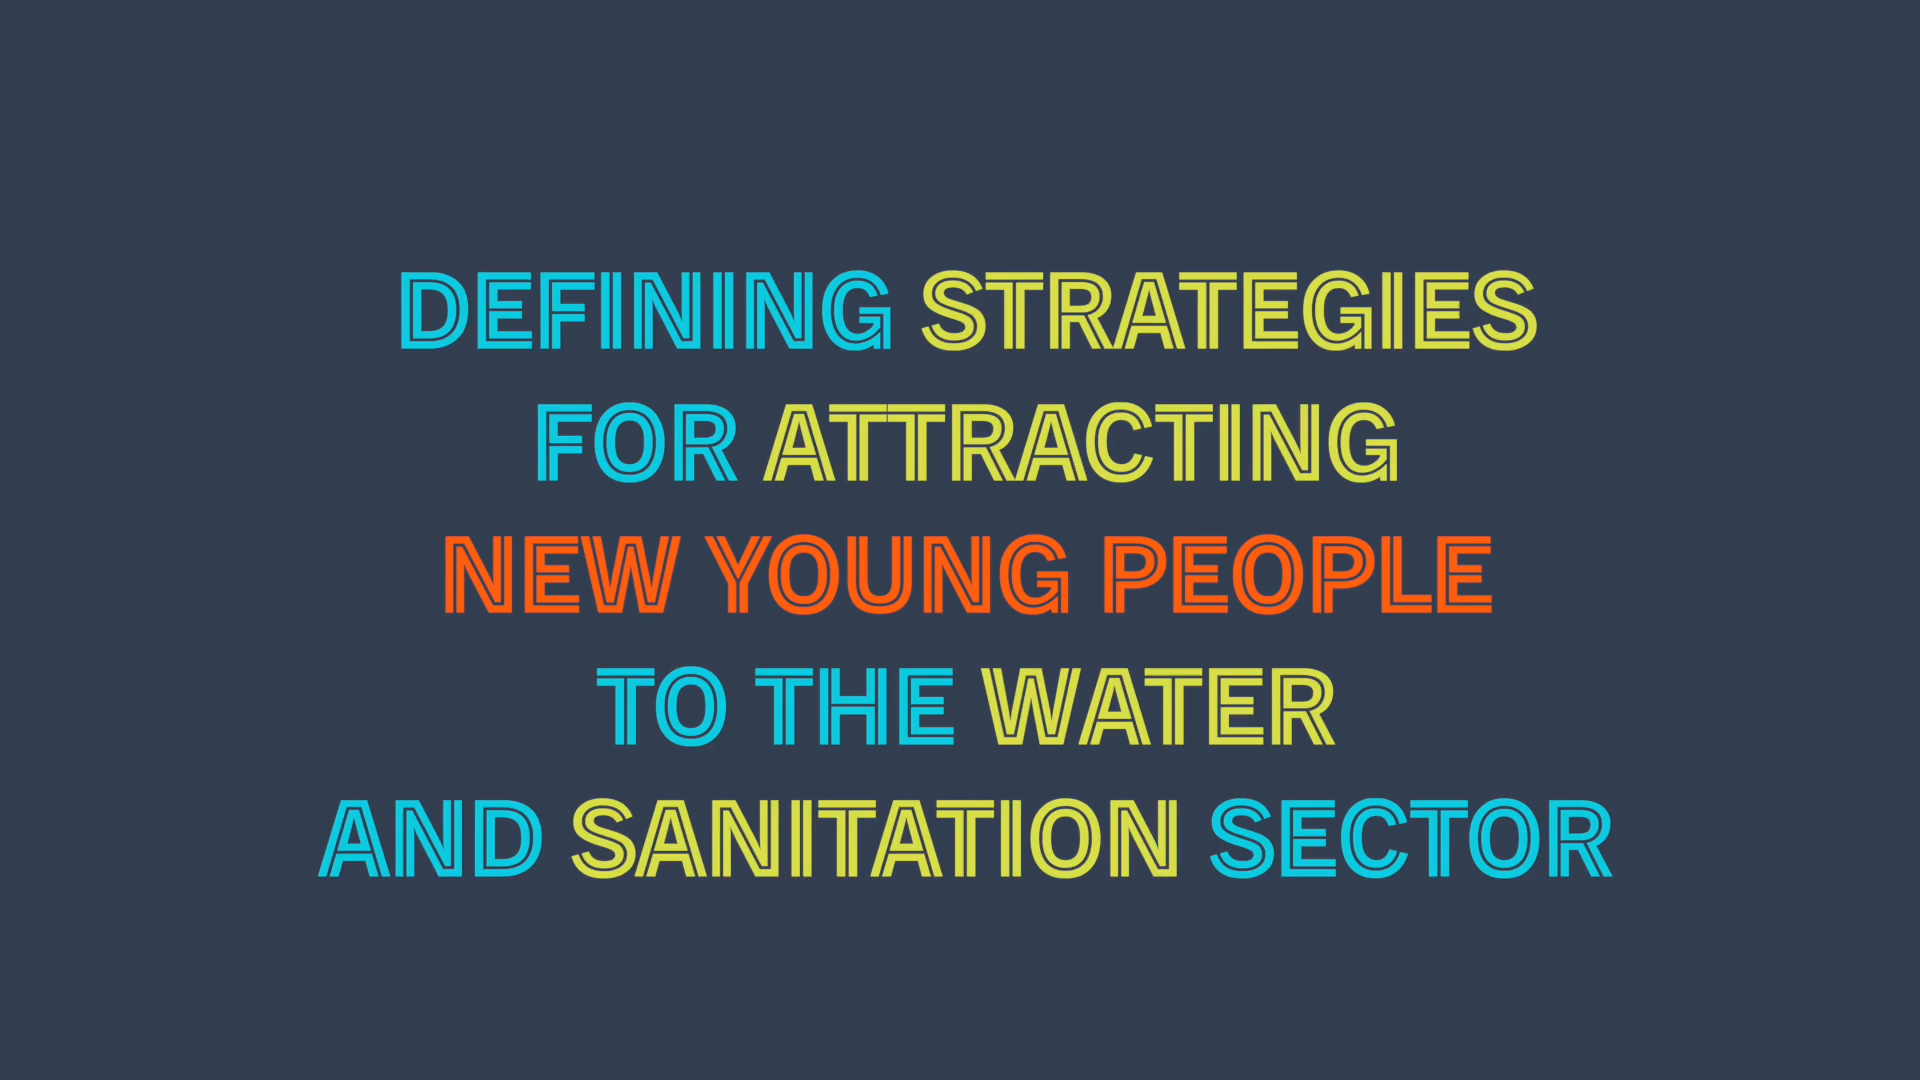 DEFINING STRATEGIES
FOR ATTRACTING
NEW YOUNG PEOPLE
TO THE WATER
AND SANITATION SECTOR